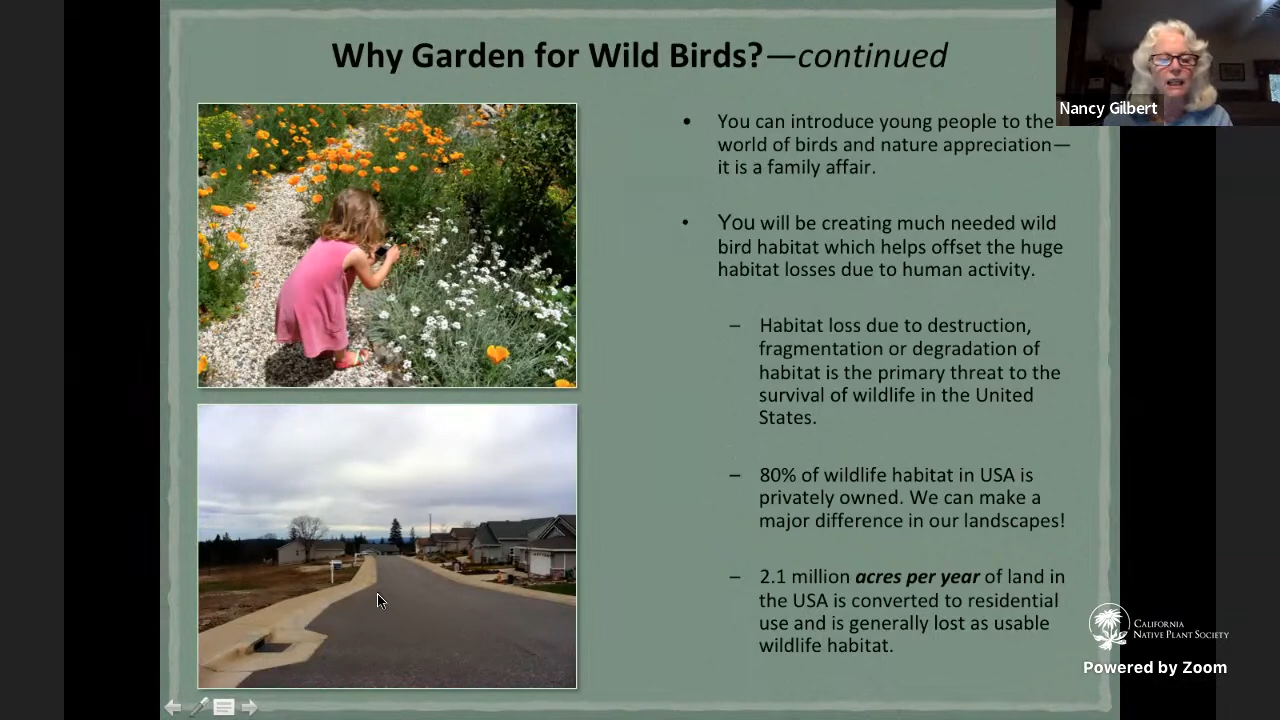 Why Garden for Wild Birds?—continued
Nancy Gilbert
• You can introduce young people to the
world of birds and nature appreciation—
it is a family affair.
• You will be creating much needed wild
bird habitat which helps offset the huge
habitat losses due to human activity.
– Habitat loss due to destruction,
fragmentation or degradation of
habitat is the primary threat to the
survival of wildlife in the United
States.
– 80% of wildlife habitat in USA is
privately owned. We can make a
major difference in our landscapes!
– 2.1 million acres per year of land in
the USA is converted to residential
use and is generally lost as usable
wildlife habitat.
CALIFORNIA
NATIVE PLANT SOCIETY
Powered by Zoom